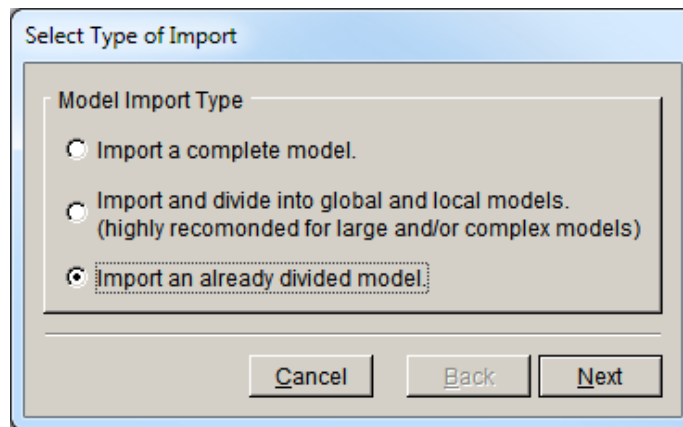 Select Type of Import
Model Import Type
Import a complete model.
Import and divide into global and local models.
(highly recomonded for large and/or complex models)
Import an already divided model.
Cancel
Back
Next